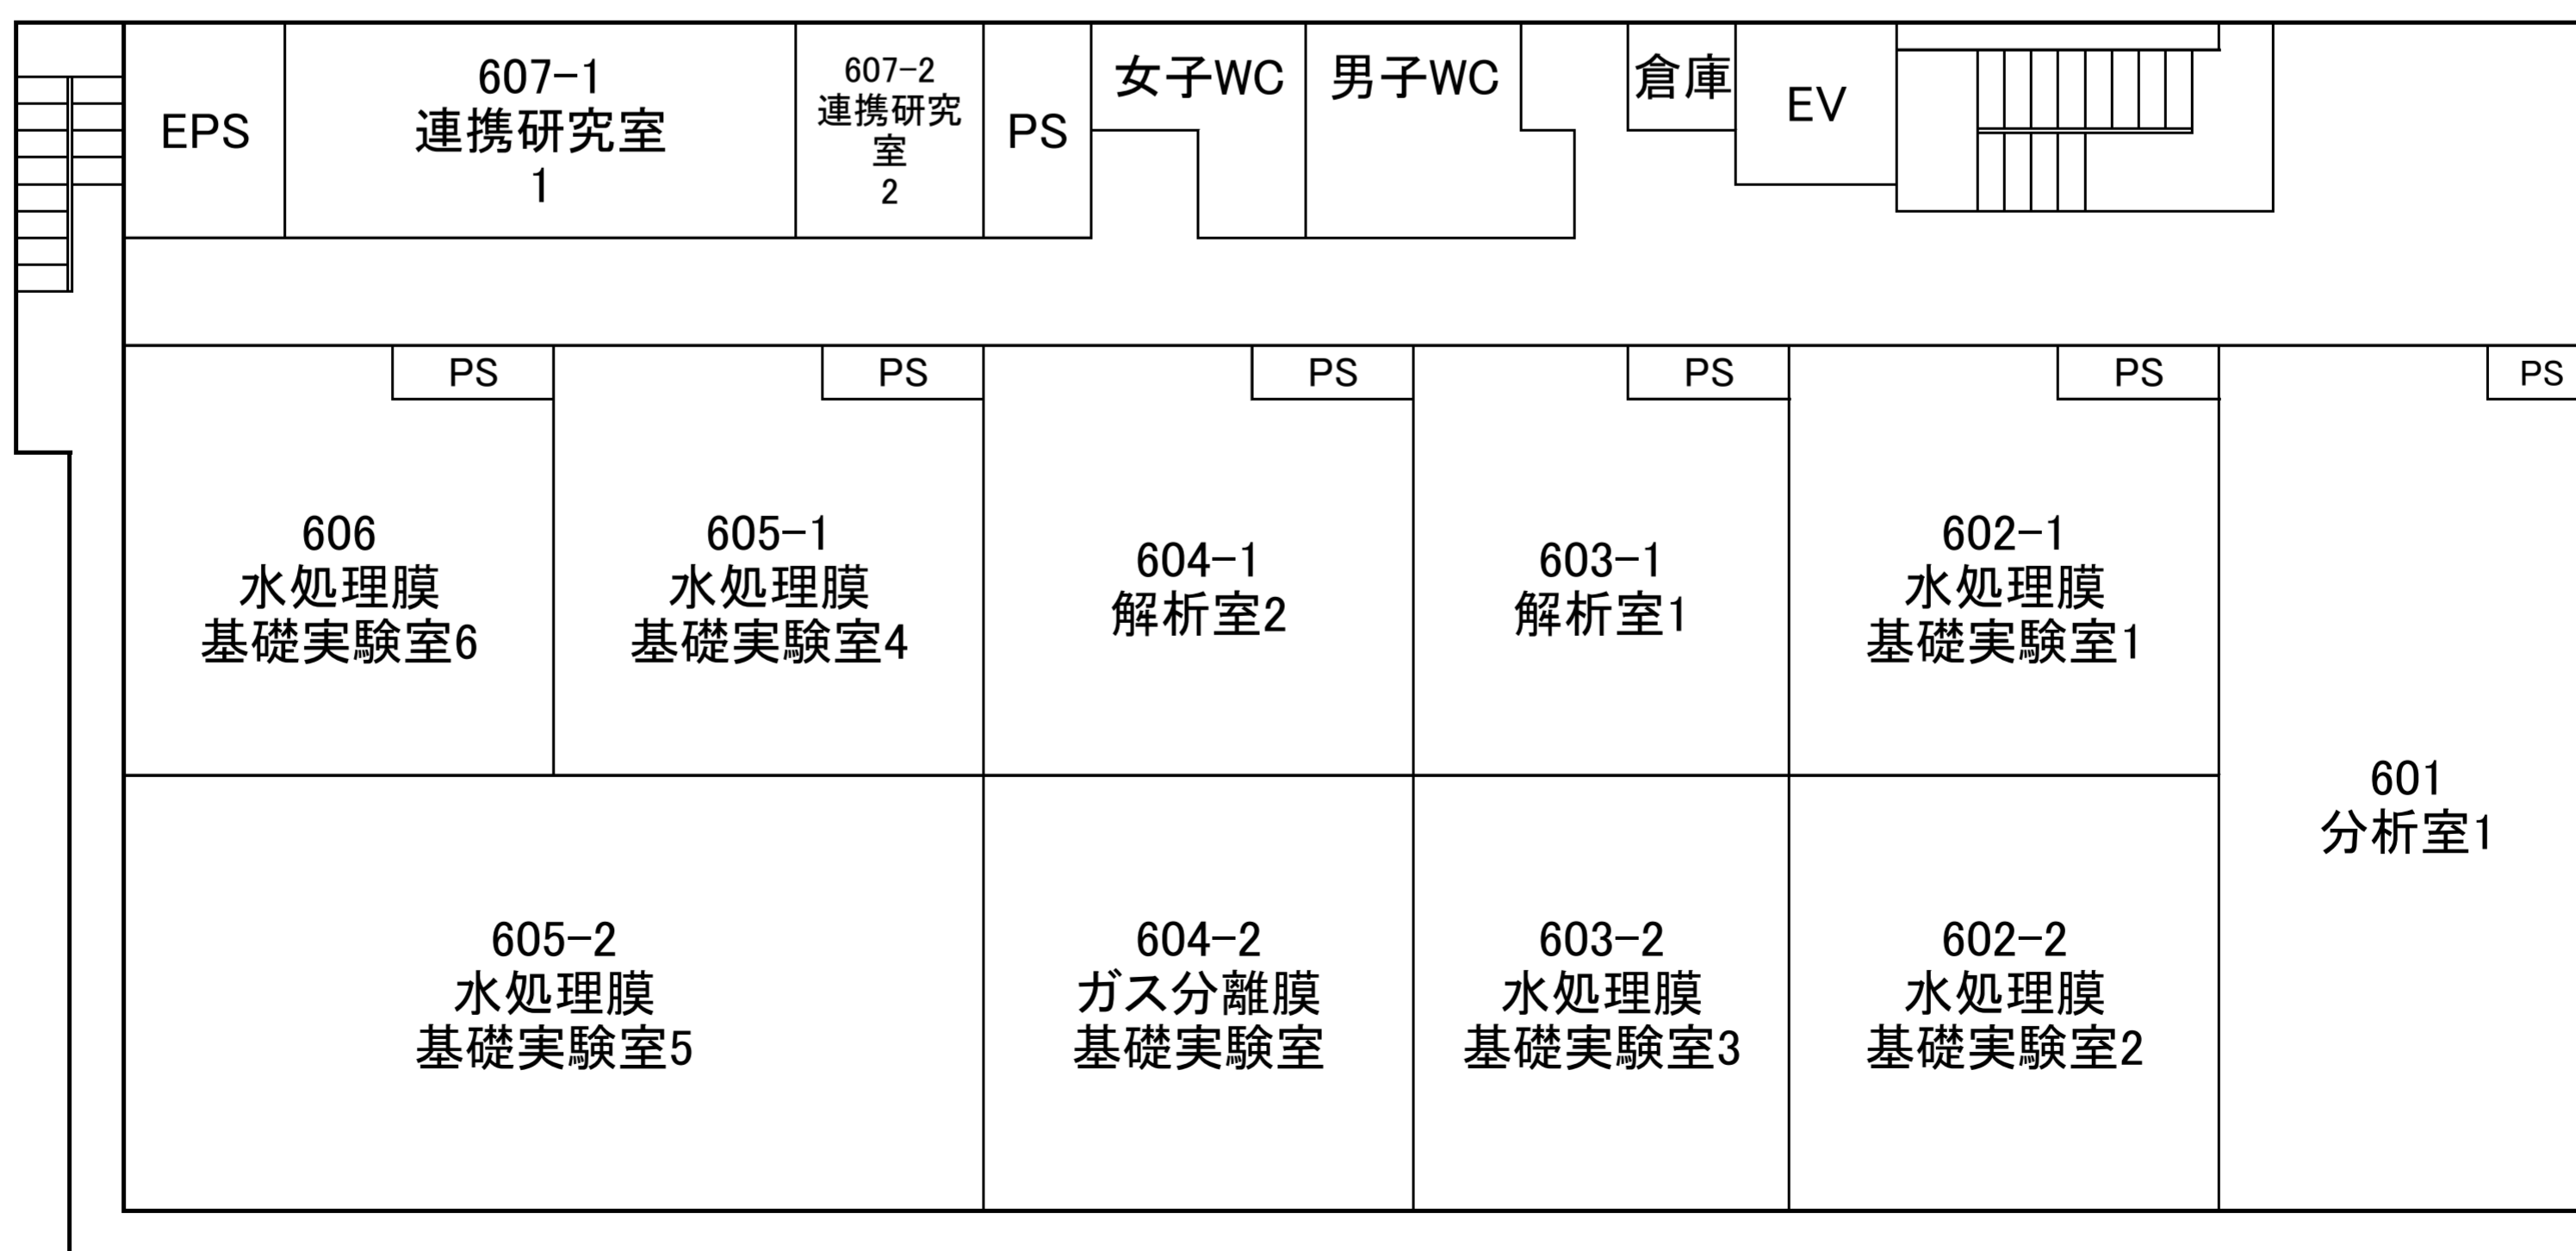 EPS
607-1
連携研究室
1
607-2
連携研究
室
2
PS
女子WC
男子WC
倉庫
EV
PS
PS
PS
PS
PS
PS
606
水処理膜
基礎実験室6
605-1
水処理膜
基礎実験室4
604-1
解析室2
603-1
解析室1
602-1
水処理膜
基礎実験室1
601
分析室1
605-2
水処理膜
基礎実験室5
604-2
ガス分離膜
基礎実験室
603-2
水処理膜
基礎実験室3
602-2
水処理膜
基礎実験室2